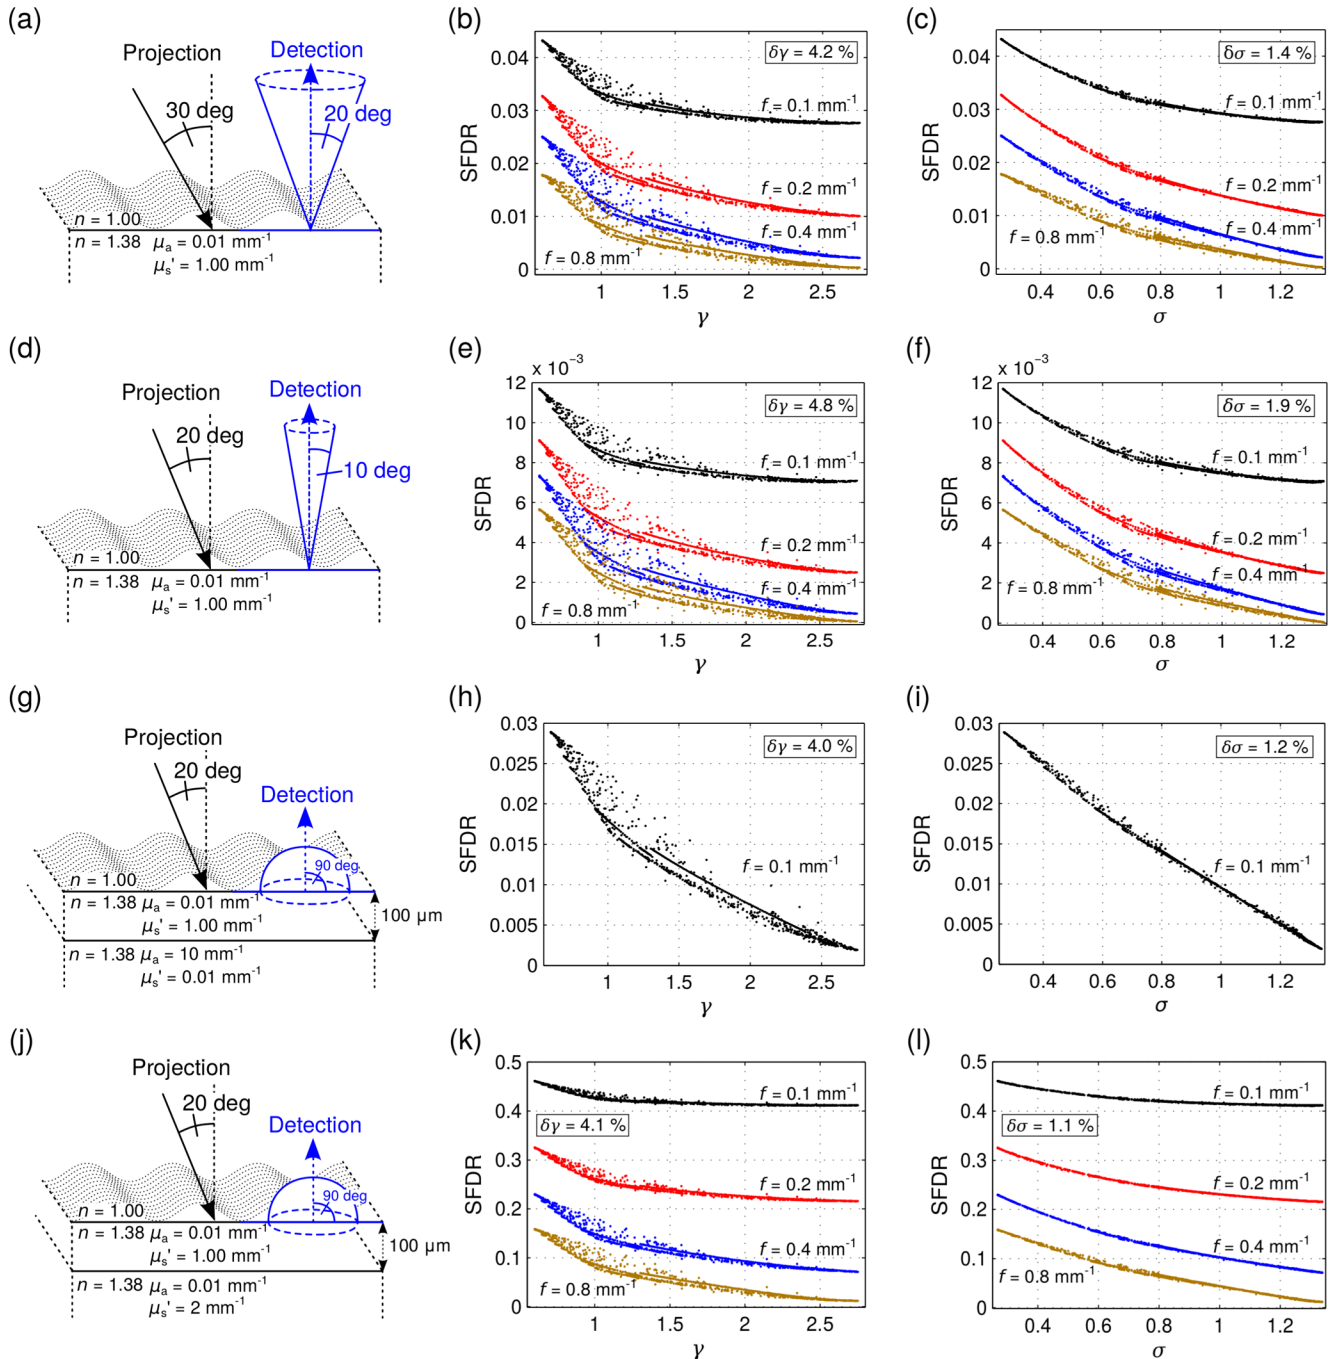 (a)
Projection
Detection
30 deg
20 deg
n = 1.00
n = 1.38 μa = 0.01 mm-1
μs' = 1.00 mm-1
(b)
SFDR
0.04
0.03
0.02
0.01
0
δγ = 4.2 %
f = 0.1 mm-1
f = 0.2 mm-1
f = 0.4 mm-1
f = 0.8 mm-1
1
1.5
2
2.5
γ
(c)
SFDR
0.04
0.03
0.02
0.01
0
δσ = 1.4 %
f = 0.1 mm-1
f = 0.2 mm-1
f = 0.4 mm-1
f = 0.8 mm-1
0.4
0.6
0.8
1
1.2
σ
(d)
Projection
Detection
20 deg
10 deg
n = 1.00
n = 1.38 μa = 0.01 mm-1
μs' = 1.00 mm-1
(e)
x 10-3
SFDR
12
10
8
6
4
2
0
δγ = 4.8 %
f = 0.1 mm-1
f = 0.2 mm-1
f = 0.4 mm-1
f = 0.8 mm-1
1
1.5
2
2.5
γ
(f)
x 10-3
SFDR
12
10
8
6
4
2
0
δσ = 1.9 %
f = 0.1 mm-1
f = 0.2 mm-1
f = 0.4 mm-1
f = 0.8 mm-1
0.4
0.6
0.8
1
1.2
σ
(g)
Projection
20 deg
Detection
90 deg
n = 1.00
n = 1.38 μa = 0.01 mm-1
μs' = 1.00 mm-1
100 μm
n = 1.38 μa = 10 mm-1
μs' = 0.01 mm-1
(h)
SFDR
0.03
0.025
0.02
0.015
0.01
0.005
0
δγ = 4.0 %
f = 0.1 mm-1
1
1.5
2
2.5
γ
(i)
SFDR
0.03
0.025
0.02
0.015
0.01
0.005
0
δσ = 1.2 %
f = 0.1 mm-1
0.4
0.6
0.8
1
1.2
σ
(j)
Projection
20 deg
Detection
90 deg
n = 1.00
n = 1.38 μa = 0.01 mm-1
μs' = 1.00 mm-1
100 μm
n = 1.38 μa = 0.01 mm-1
μs' = 2 mm-1
(k)
SFDR
0.5
0.4
0.3
0.2
0.1
0
δγ = 4.1 %
f = 0.1 mm-1
f = 0.2 mm-1
f = 0.4 mm-1
f = 0.8 mm-1
1
1.5
2
2.5
γ
(l)
SFDR
0.5
0.4
0.3
0.2
0.1
0
δσ = 1.1 %
f = 0.1 mm-1
f = 0.2 mm-1
f = 0.4 mm-1
f = 0.8 mm-1
0.4
0.6
0.8
1
1.2
σ